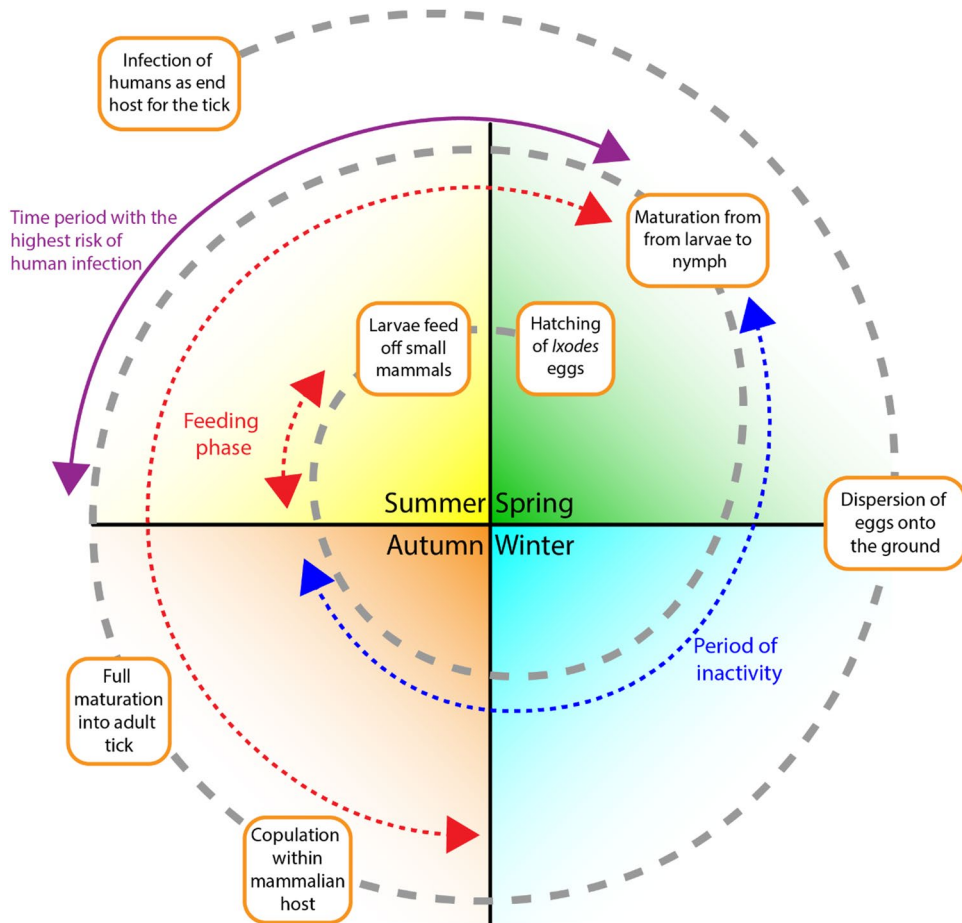 Infection of
humans as end
host for the tick
Time period with the
highest risk of
human infection
Maturation from
from larvae to
nymph
Larvae feed
off small
mammals
Hatching
of Ixodes
eggs
Feeding
phase
Summer
Spring
Autumn
Winter
Dispersion of
eggs onto
the ground
Period of
inactivity
Full
maturation
into adult
tick
Copulation
within
mammalian
host